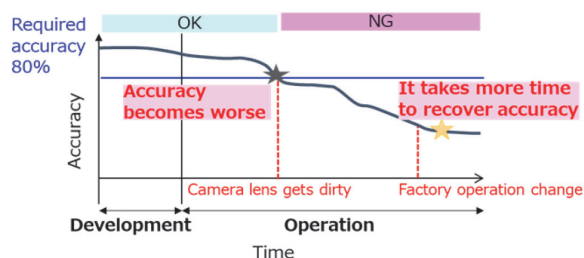 OK
NG
Required
accuracy
80%
Accuracy
becomes worse
It takes more time
to recover accuracy
Accuracy
Camera lens gets dirty
Factory operation change
Development
Operation
Time